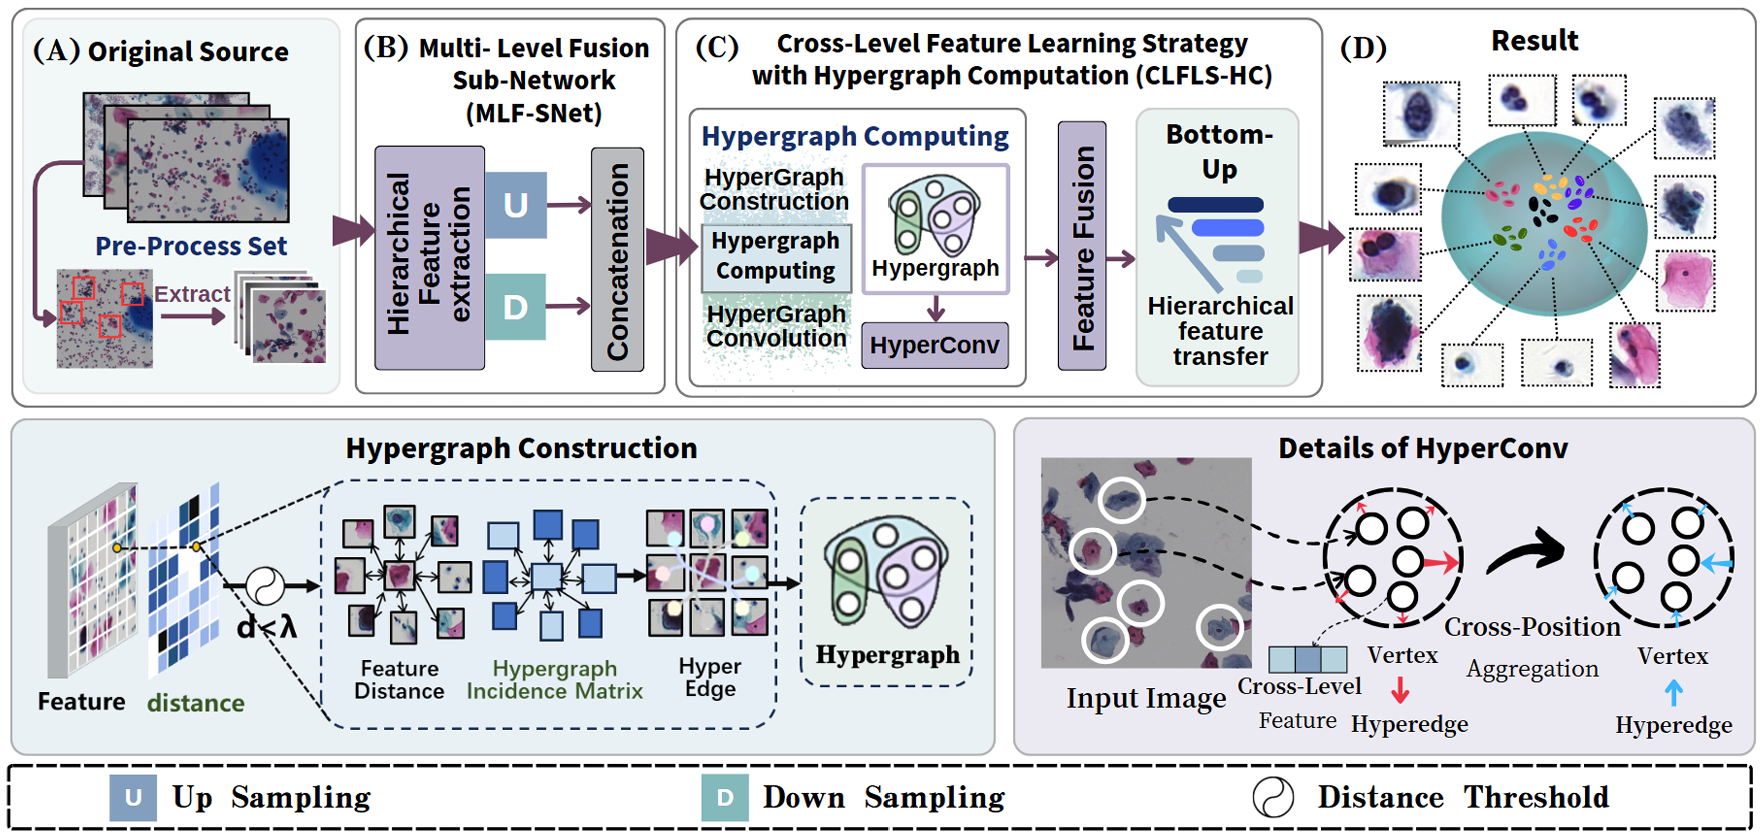 (A) Original Source
Pre-Process Set
Extract
(B) Multi- Level Fusion
Sub-Network
(MLF-SNet)
Hierarchical
Feature
extraction
U
D
Concatenation
(C) Cross-Level Feature Learning Strategy
with Hypergraph Computation (CLFLS-HC)
Hypergraph Computing
HyperGraph
Construction
Hypergraph
Computing
HyperGraph
Convolution
Hypergraph
HyperConv
Feature Fusion
Bottom-
Up
Hierarchical
feature
transfer
(D) Result
Hypergraph Construction
Feature
distance
d<λ
Feature
Distance
Hypergraph
Incidence Matrix
Hyper
Edge
Hypergraph
Details of HyperConv
Input Image
Cross-Level
Feature
Vertex
Hyperedge
Cross-Position
Aggregation
Vertex
Hyperedge
U Up Sampling
D Down Sampling
Distance Threshold